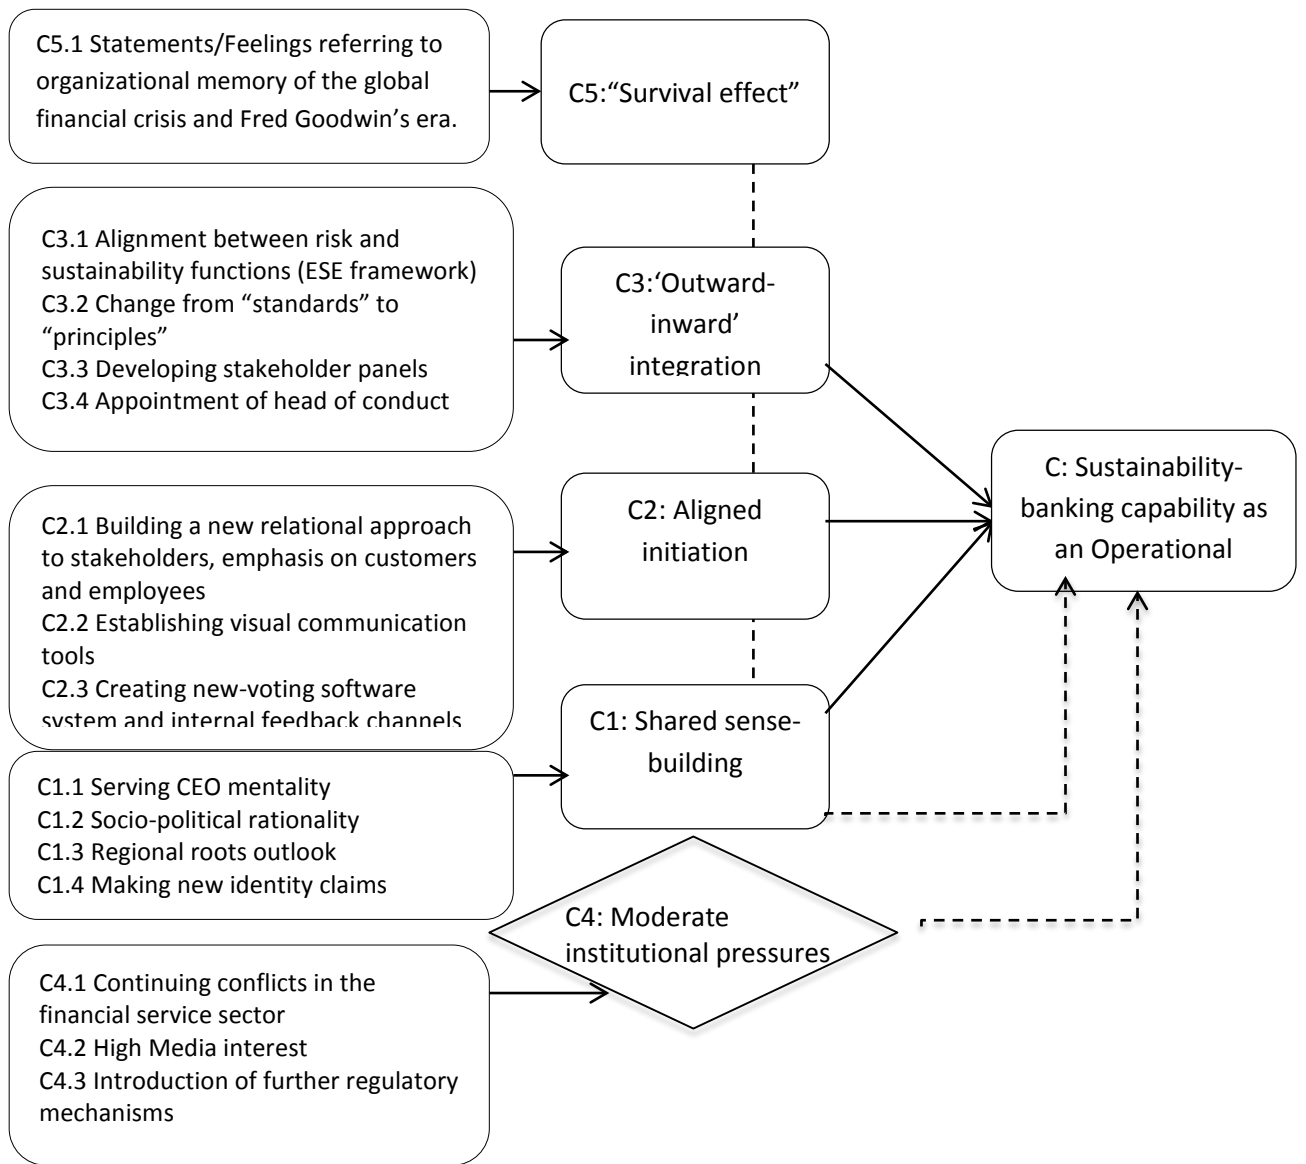 C5.1 Statements/Feelings referring to
organizational memory of the global
financial crisis and Fred Goodwin’s era.
C5:“Survival effect”
C3.1 Alignment between risk and
sustainability functions (ESE framework)
C3.2 Change from “standards” to
“principles”
C3.3 Developing stakeholder panels
C3.4 Appointment of head of conduct
C3:‘Outward-
inward’
integration
C2.1 Building a new relational approach
to stakeholders, emphasis on customers
and employees
C2.2 Establishing visual communication
tools
C2.3 Creating new-voting software
system and internal feedback channels
C2: Aligned
initiation
C: Sustainability-
banking capability as
an Operational
C1.1 Serving CEO mentality
C1.2 Socio-political rationality
C1.3 Regional roots outlook
C1.4 Making new identity claims
C1: Shared sense-
building
C4: Moderate
institutional pressures
C4.1 Continuing conflicts in the
financial service sector
C4.2 High Media interest
C4.3 Introduction of further regulatory
mechanisms